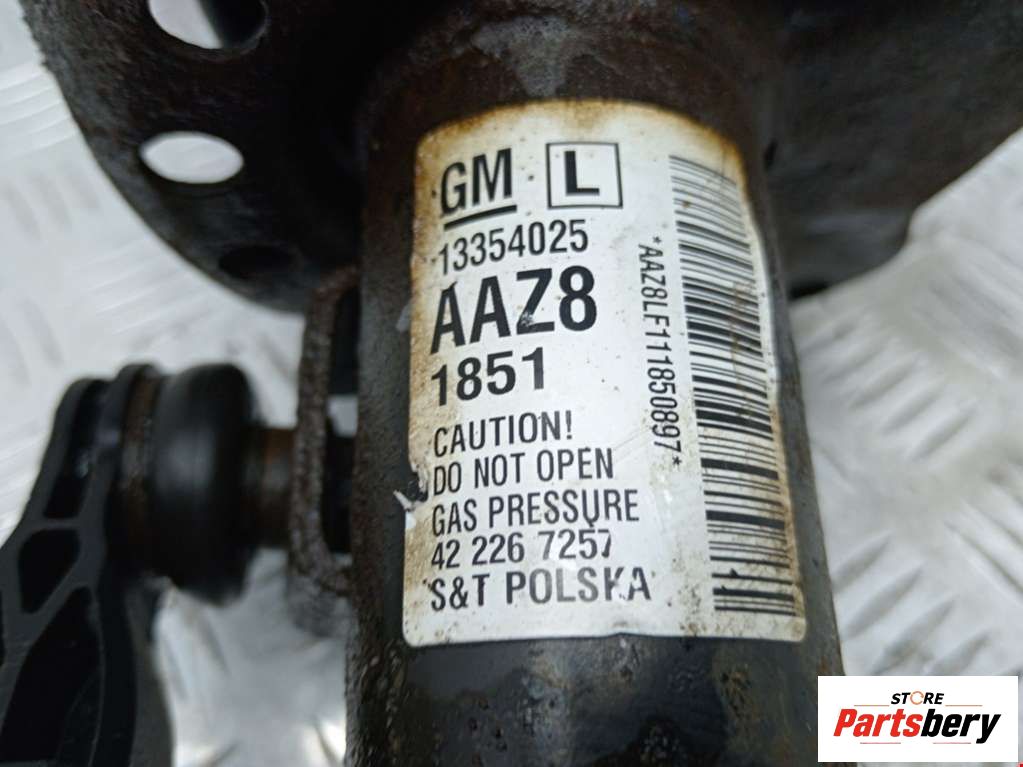 GM L
13354025
AAZ8
1851
CAUTION!
DO NOT OPEN
GAS PRESSURE
42 226 7257
S&T POLSKA
*AAZ8LF111850897*
STORE
Partsbery